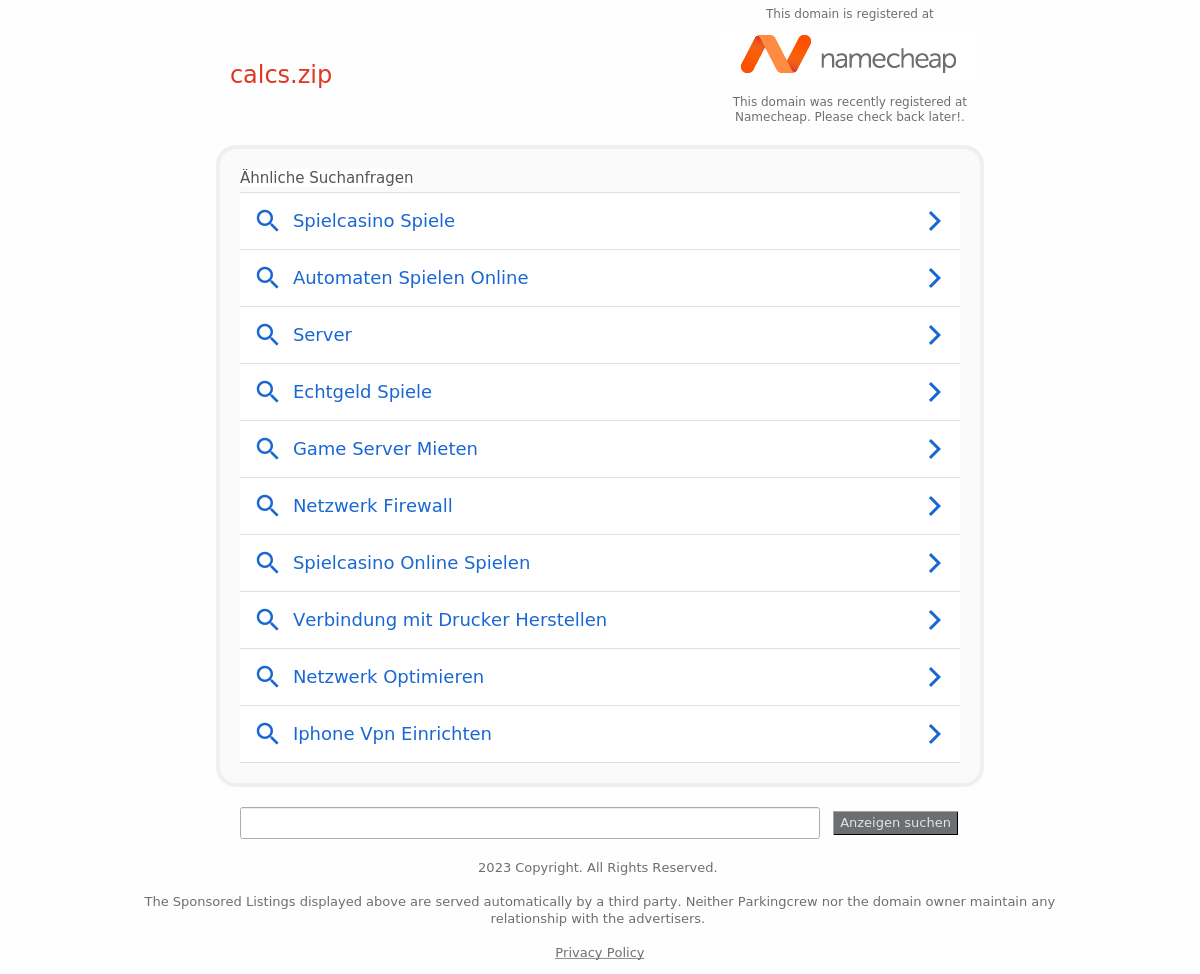 This domain is registered at
namecheap
calcs.zip
This domain was recently registered at
Namecheap. Please check back later!.
Ähnliche Suchanfragen
Spielcasino Spiele
Automaten Spielen Online
Server
Echtgeld Spiele
Game Server Mieten
Netzwerk Firewall
Spielcasino Online Spielen
Verbindung mit Drucker Herstellen
Netzwerk Optimieren
Iphone Vpn Einrichten
Anzeigen suchen
2023 Copyright. All Rights Reserved.
The Sponsored Listings displayed above are served automatically by a third party. Neither Parkingcrew nor the domain owner maintain any
relationship with the advertisers.
Privacy Policy